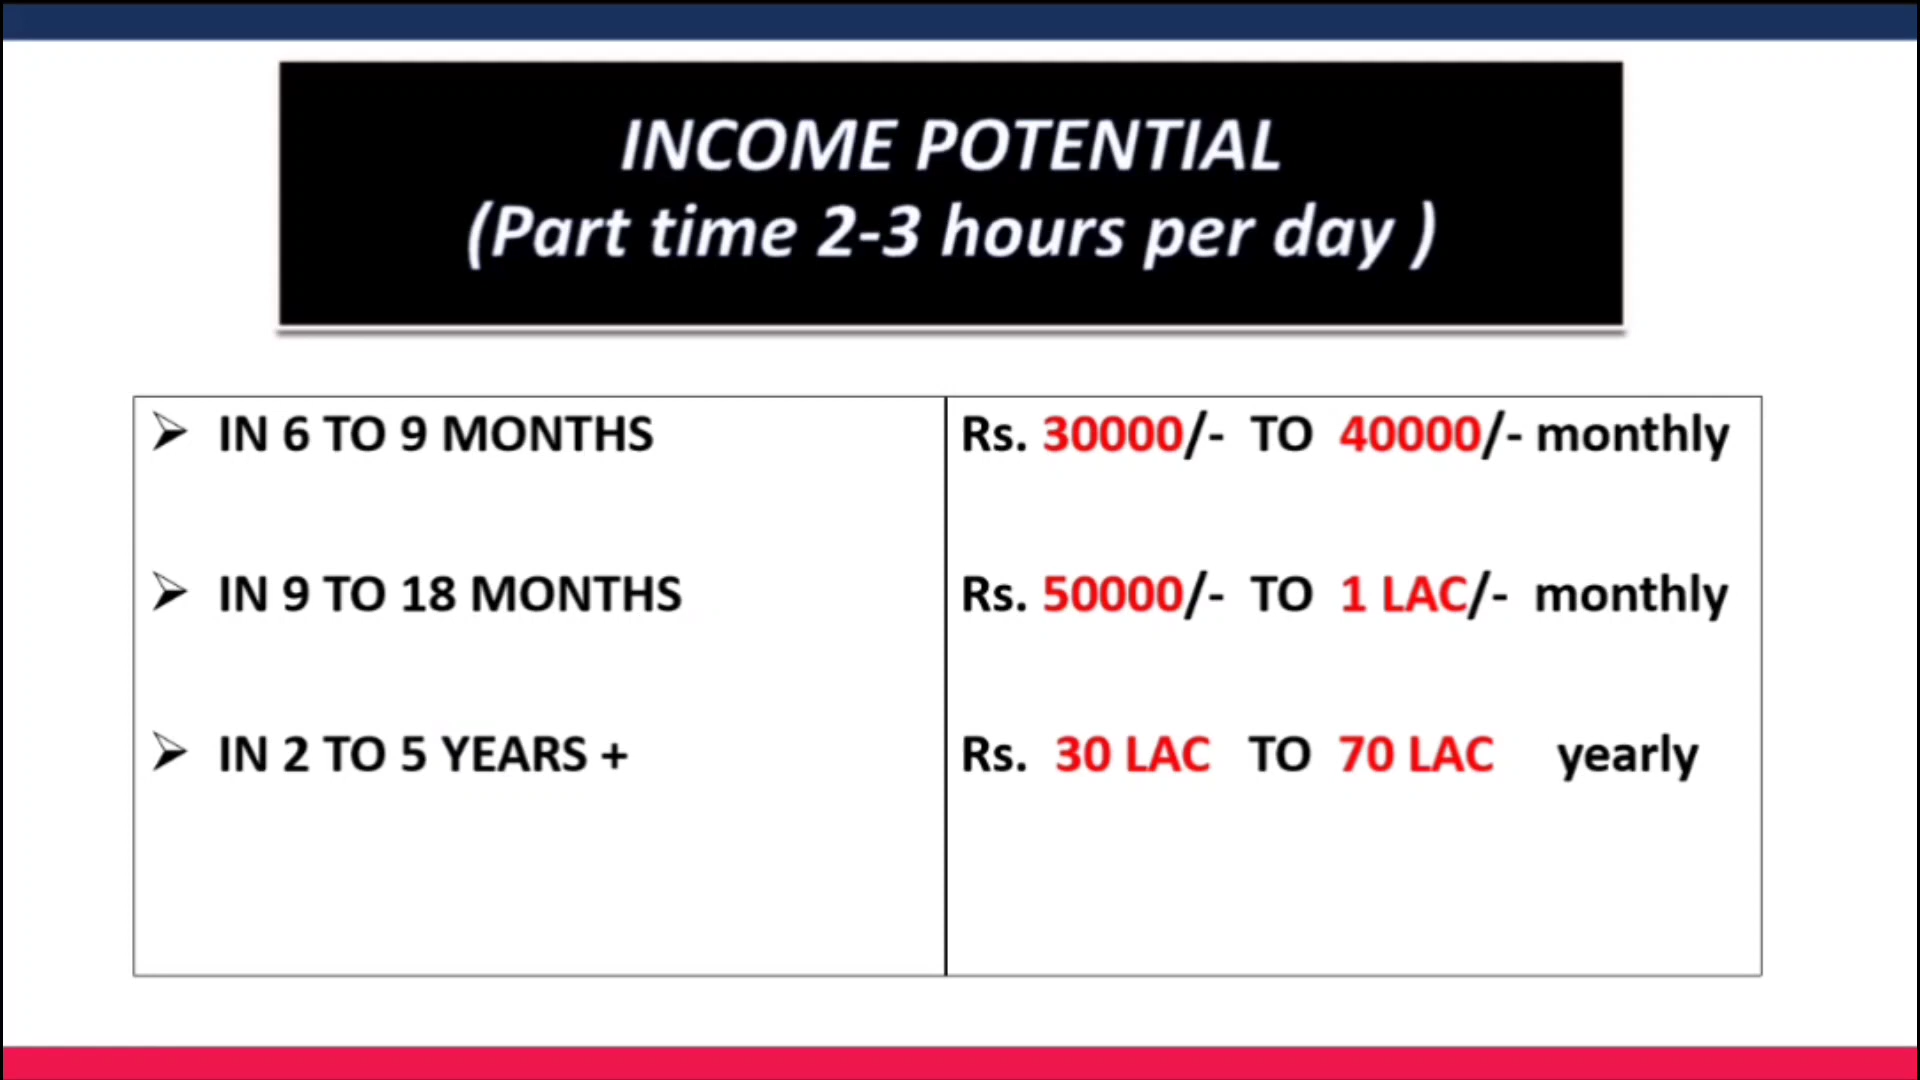 INCOME POTENTIAL
(Part time 2-3 hours per day )
➢ IN 6 TO 9 MONTHS Rs. 30000/- TO 40000/- monthly
➢ IN 9 TO 18 MONTHS Rs. 50000/- TO 1 LAC/- monthly
➢ IN 2 TO 5 YEARS + Rs. 30 LAC TO 70 LAC yearly